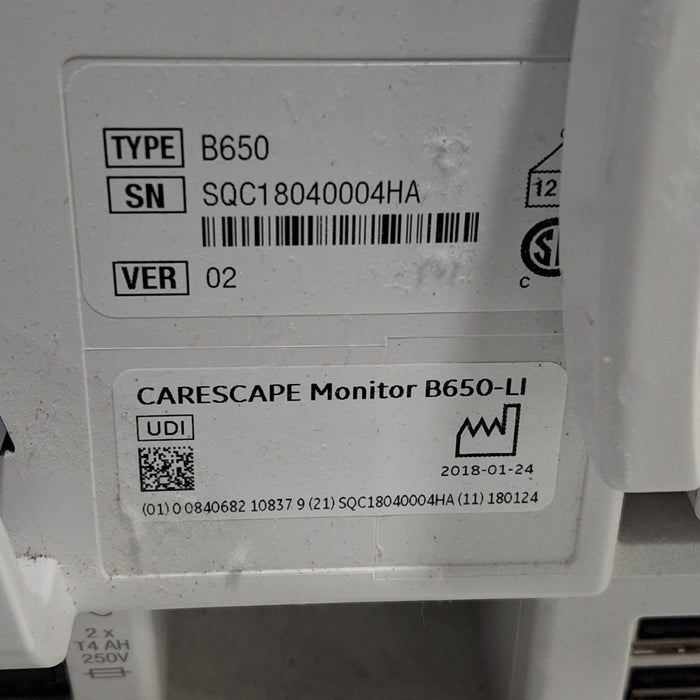 TYPE B650
SN SQC18040004HA
12
VER 02
C
CARESCAPE Monitor B650-LI
UDI
2018-01-24
(01) 0 0840682 10837 9 (21) SQC18040004HA (11) 180124
2 x
T4 AH
250V